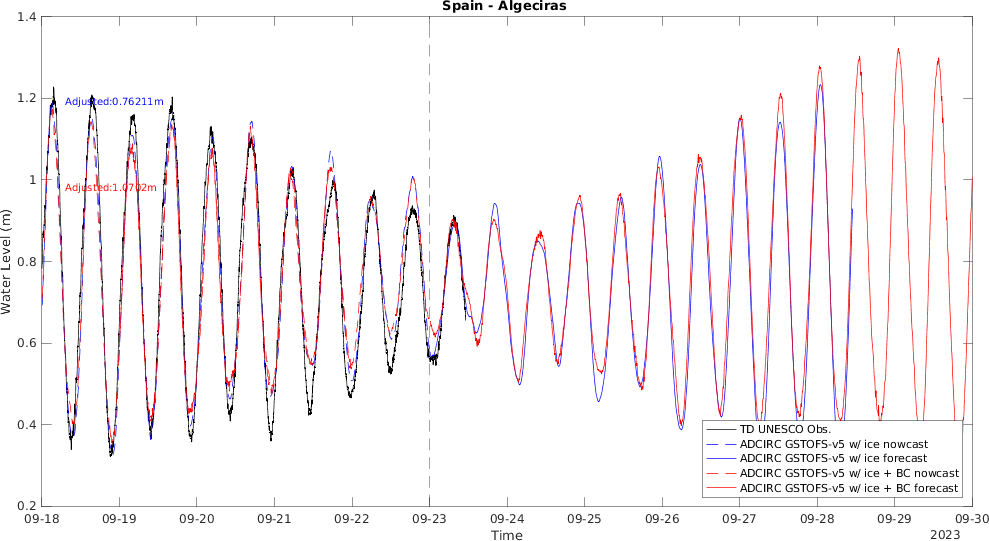 Spain - Algeciras
1.4
1.2
1
0.8
0.6
0.4
0.2
Water Level (m)
Adjusted:0.76211m
Adjusted:1.0702m
TD UNESCO Obs.
ADCIRC GSTOFS-v5 w/ ice nowcast
ADCIRC GSTOFS-v5 w/ ice forecast
ADCIRC GSTOFS-v5 w/ ice + BC nowcast
ADCIRC GSTOFS-v5 w/ ice + BC forecast
09-18 09-19 09-20 09-21 09-22 09-23 09-24 09-25 09-26 09-27 09-28 09-29 09-30
Time
2023